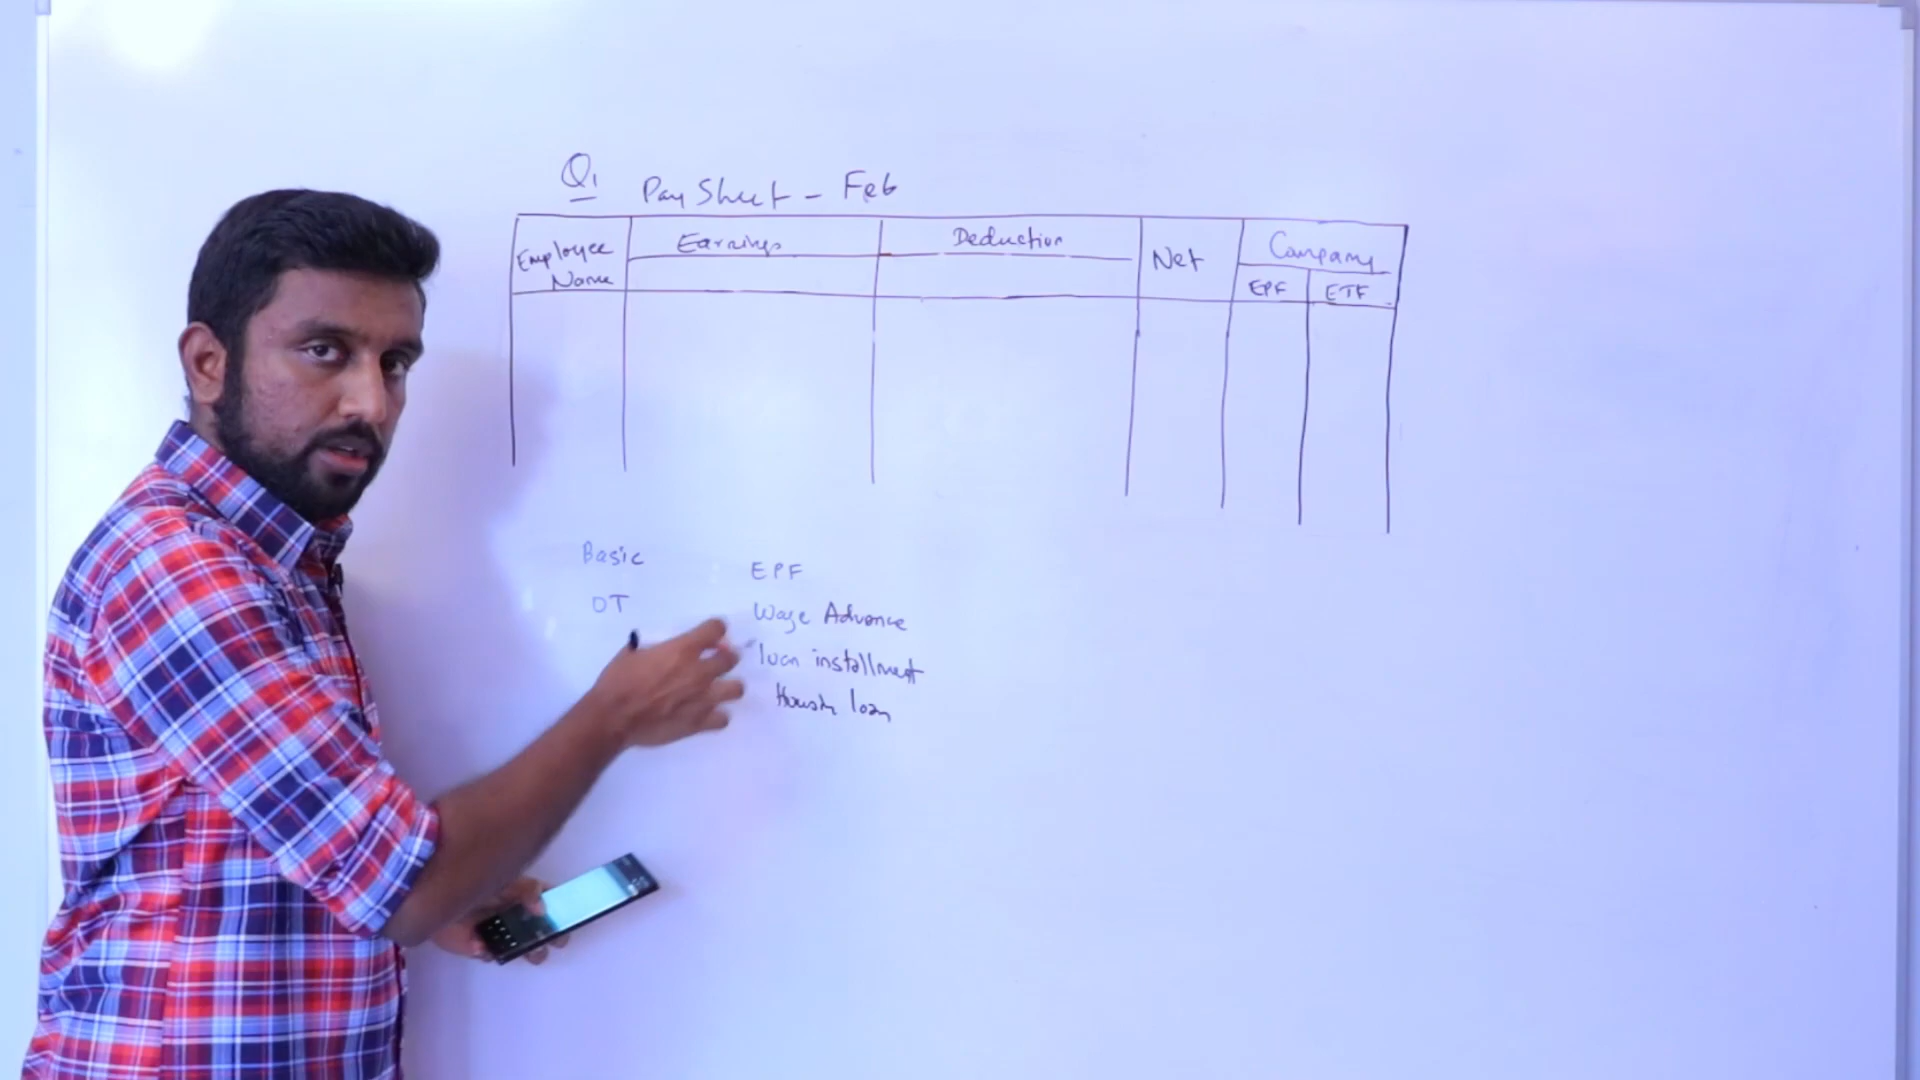 Q1 Pay Sheet - Feb
Employee Name
Earnings
Deduction
Net
Company
EPF ETF
Basic
OT
EPF
Wage Advance
loan installment
loan